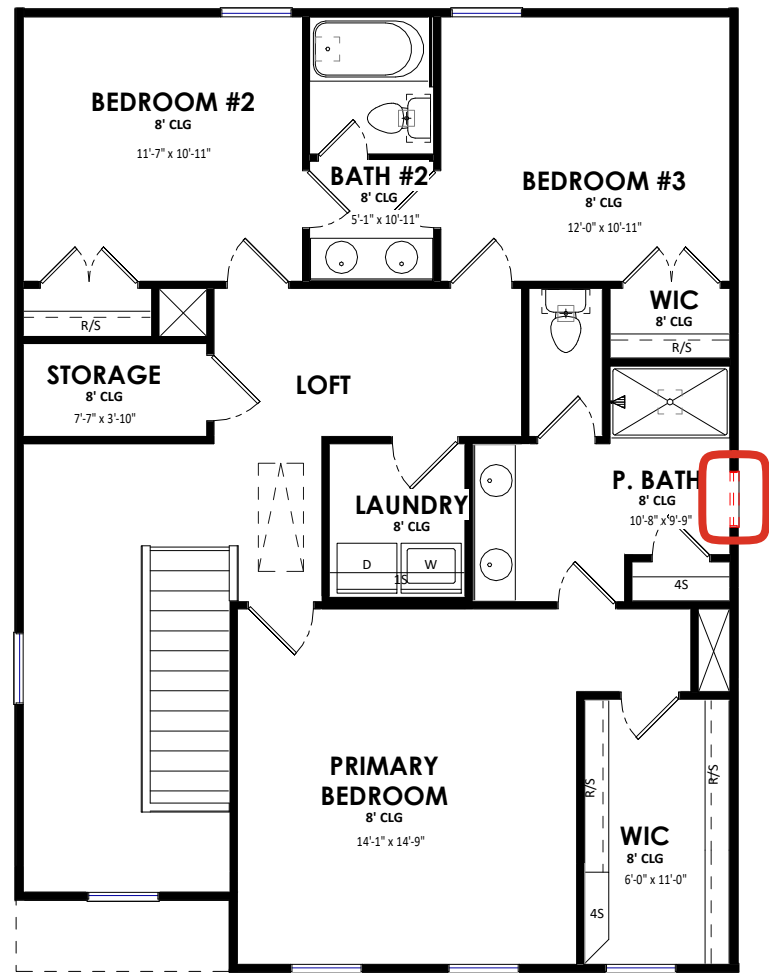 BEDROOM #2
8' CLG
11'-7" x 10'-11"
BATH #2
8' CLG
5'-1" x 10'-11"
BEDROOM #3
8' CLG
12'-0" x 10'-11"
R/S
WIC
8' CLG
R/S
STORAGE
8' CLG
7'-7" x 3'-10"
LOFT
LAUNDRY
8' CLG
D
W
1S
P. BATH
8' CLG
10'-8" x 9'-9"
4S
PRIMARY
BEDROOM
8' CLG
14'-1" x 14'-9"
R/S
R/S
WIC
8' CLG
6'-0" x 11'-0"
4S